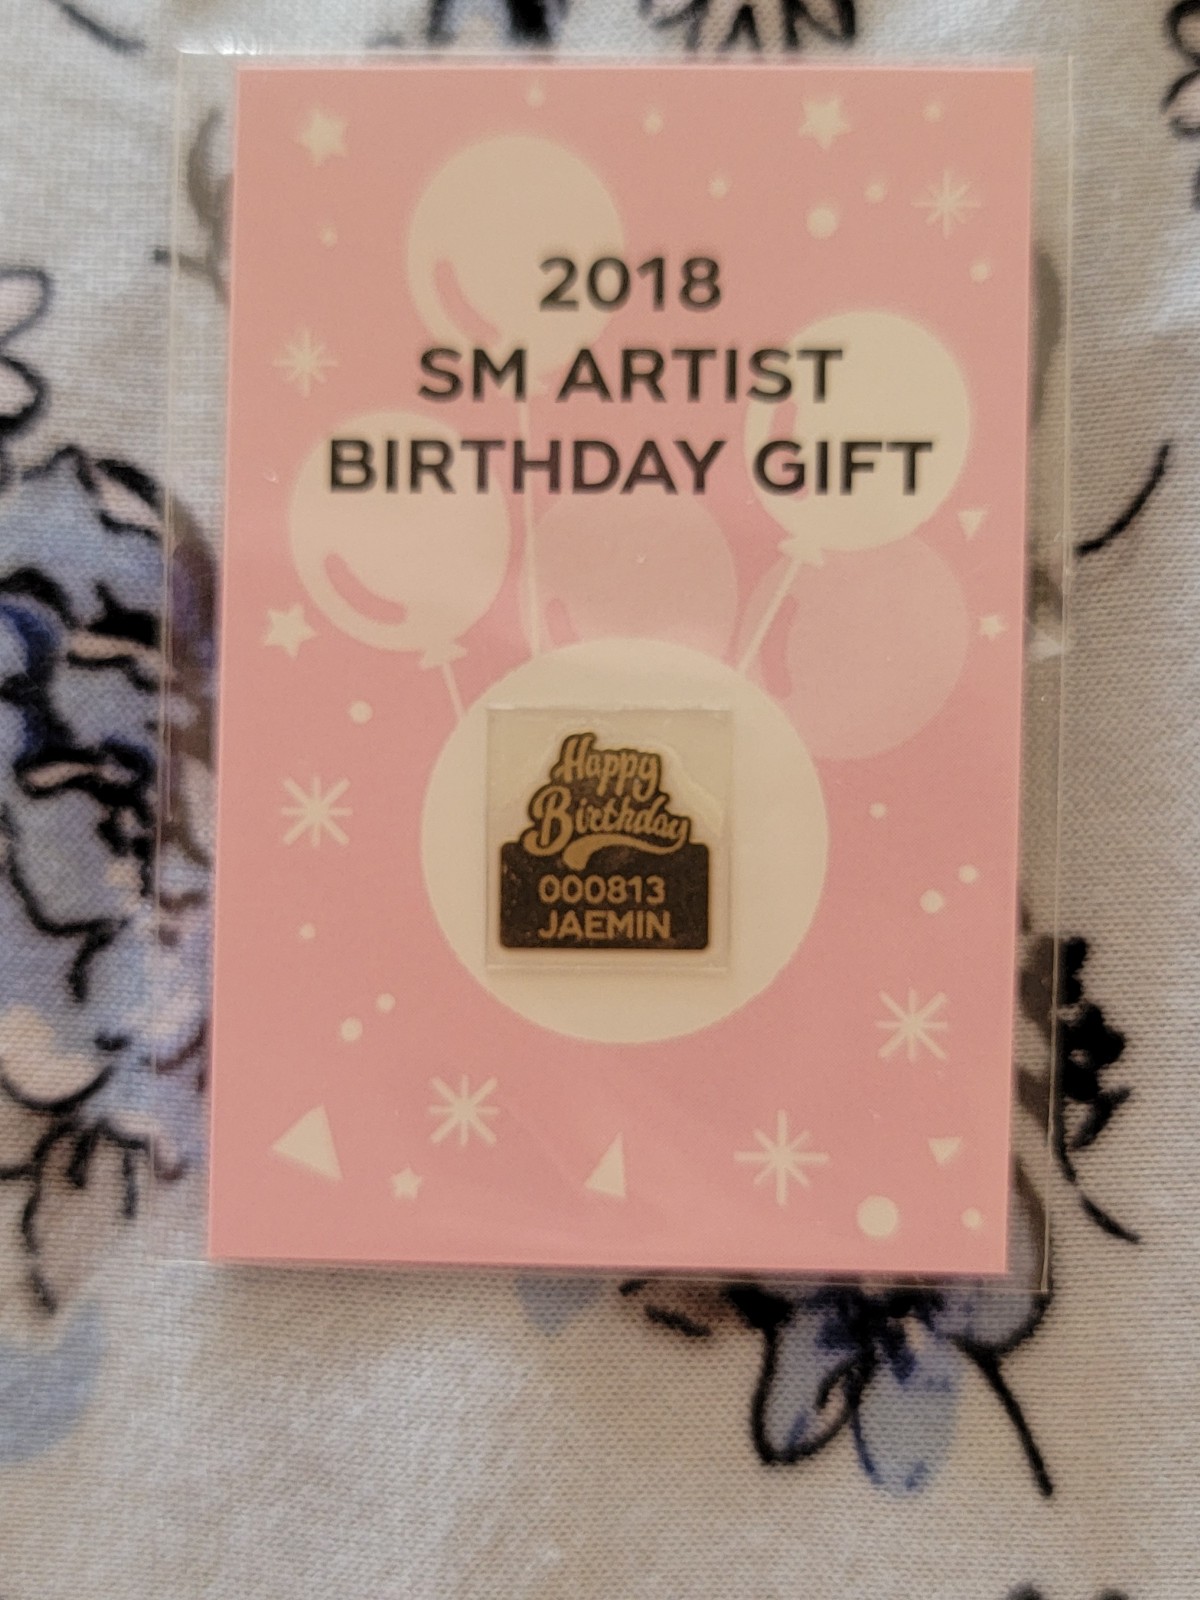 2018
SM ARTIST
BIRTHDAY GIFT
Happy
Birthday
000813
JAEMIN